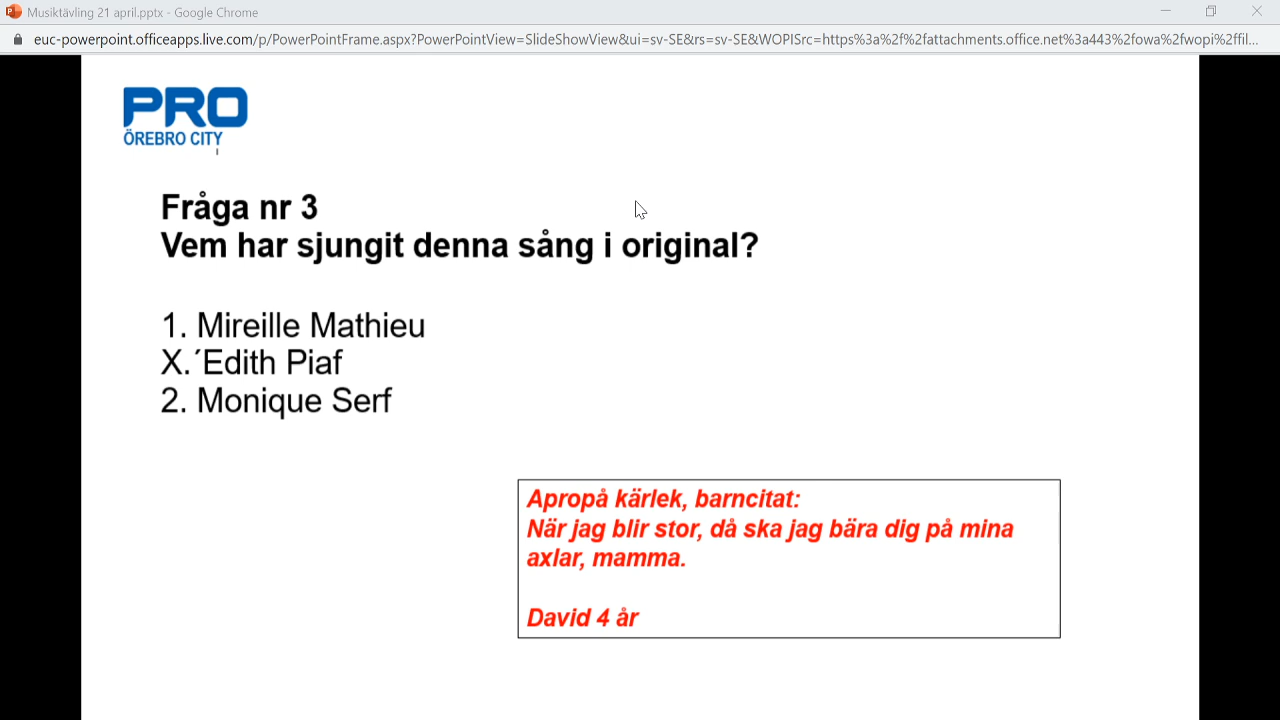 Musiktävling 21 april.pptx - Google Chrome
euc-powerpoint.officeapps.live.com/p/PowerPointFrame.aspx?PowerPointView=SlideShowView&ui=sv-SE&rs=sv-SE&WOPISrc=https%3a%2f%2fattachments.office.net%3a443%2fowa%2fwopi%2ffil...
PRO
ÖREBRO CITY
Fråga nr 3
Vem har sjungit denna sång i original?
1. Mireille Mathieu
X.´Edith Piaf
2. Monique Serf
Apropå kärlek, barncitat:
När jag blir stor, då ska jag bära dig på mina
axlar, mamma.
David 4 år